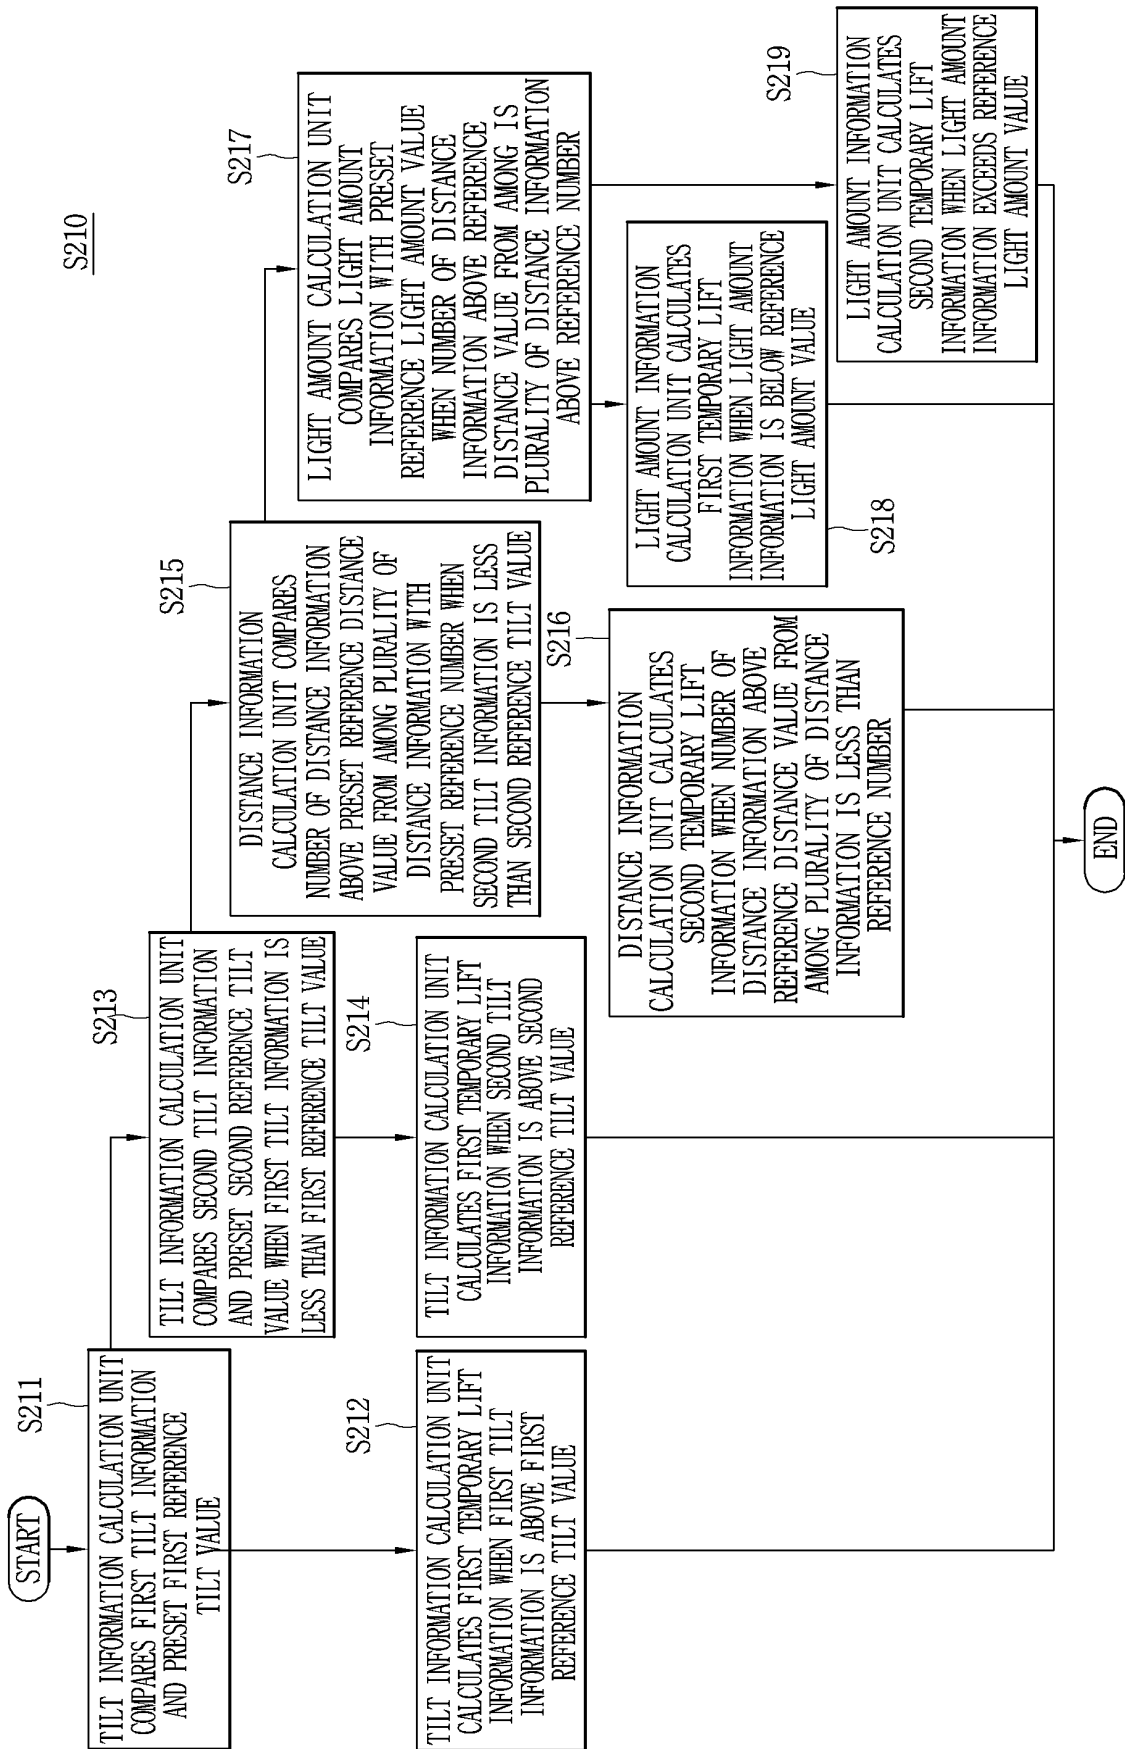 S210
START
S211
TILT INFORMATION CALCULATION UNIT
COMPARES FIRST TILT INFORMATION
AND PRESET FIRST REFERENCE
TILT VALUE
S212
TILT INFORMATION CALCULATION UNIT
CALCULATES FIRST TEMPORARY LIFT
INFORMATION WHEN FIRST TILT
INFORMATION IS ABOVE FIRST
REFERENCE TILT VALUE
S213
TILT INFORMATION CALCULATION UNIT
COMPARES SECOND TILT INFORMATION
AND PRESET SECOND REFERENCE TILT
VALUE WHEN FIRST TILT INFORMATION IS
LESS THAN FIRST REFERENCE TILT VALUE
S214
TILT INFORMATION CALCULATION UNIT
CALCULATES FIRST TEMPORARY LIFT
INFORMATION WHEN SECOND TILT
INFORMATION IS ABOVE SECOND
REFERENCE TILT VALUE
S215
DISTANCE INFORMATION
CALCULATION UNIT COMPARES
NUMBER OF DISTANCE INFORMATION
ABOVE PRESET REFERENCE DISTANCE
VALUE FROM AMONG PLURALITY OF
DISTANCE INFORMATION WITH
PRESET REFERENCE NUMBER WHEN
SECOND TILT INFORMATION IS LESS
THAN SECOND REFERENCE TILT VALUE
S216
DISTANCE INFORMATION
CALCULATION UNIT CALCULATES
SECOND TEMPORARY LIFT
INFORMATION WHEN NUMBER OF
DISTANCE INFORMATION ABOVE
REFERENCE DISTANCE VALUE FROM
AMONG PLURALITY OF DISTANCE
INFORMATION IS LESS THAN
REFERENCE NUMBER
S217
LIGHT AMOUNT CALCULATION UNIT
COMPARES LIGHT AMOUNT
INFORMATION WITH PRESET
REFERENCE LIGHT AMOUNT VALUE
WHEN NUMBER OF DISTANCE
INFORMATION ABOVE REFERENCE
DISTANCE VALUE FROM AMONG IS
PLURALITY OF DISTANCE INFORMATION
ABOVE REFERENCE NUMBER
S218
LIGHT AMOUNT INFORMATION
CALCULATION UNIT CALCULATES
FIRST TEMPORARY LIFT
INFORMATION WHEN LIGHT AMOUNT
INFORMATION IS BELOW REFERENCE
LIGHT AMOUNT VALUE
S219
LIGHT AMOUNT INFORMATION
CALCULATION UNIT CALCULATES
SECOND TEMPORARY LIFT
INFORMATION WHEN LIGHT AMOUNT
INFORMATION EXCEEDS REFERENCE
LIGHT AMOUNT VALUE
END